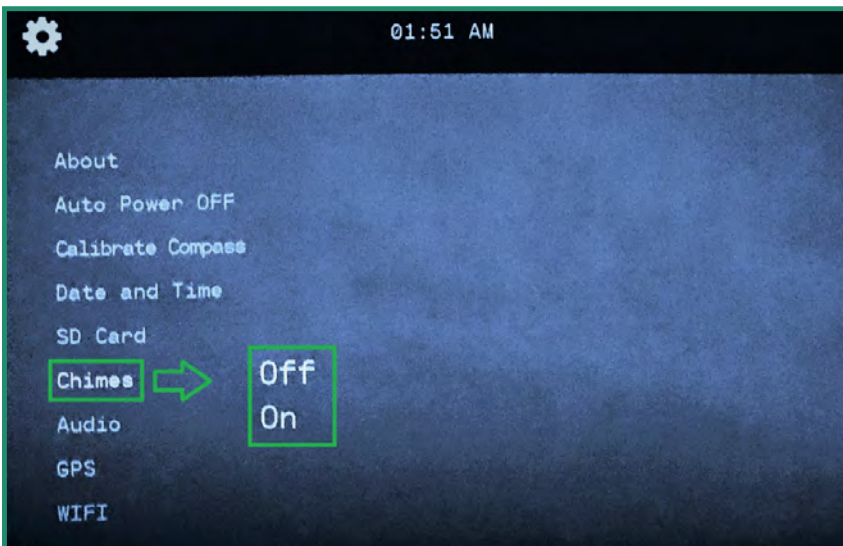 01:51 AM
About
Auto Power OFF
Calibrate Compass
Date and Time
SD Card
Chimes
Off
On
Audio
GPS
WIFI